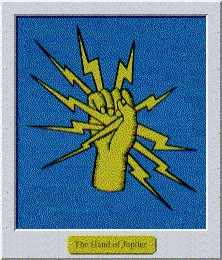 The Hand of Jupiter